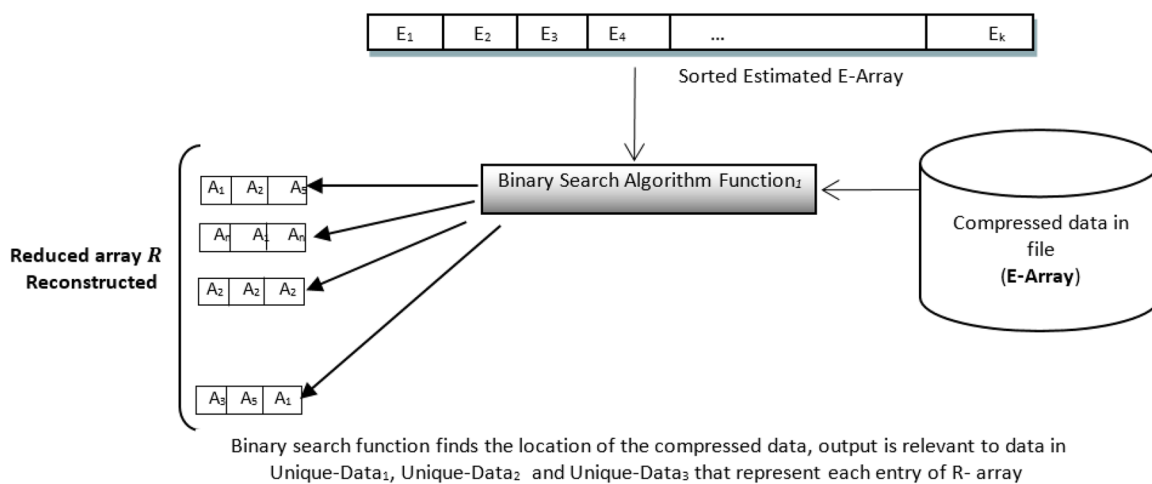 E₁ E₂ E₃ E₄ ... Eₖ
Sorted Estimated E-Array
Binary Search Algorithm Function₁
A₁ A₂ A₅
Aₙ A₁ Aₙ
A₂ A₂ A₂
A₃ A₅ A₁
Reduced array R
Reconstructed
Compressed data in
file
(E-Array)
Binary search function finds the location of the compressed data, output is relevant to data in
Unique-Data₁, Unique-Data₂ and Unique-Data₃ that represent each entry of R- array